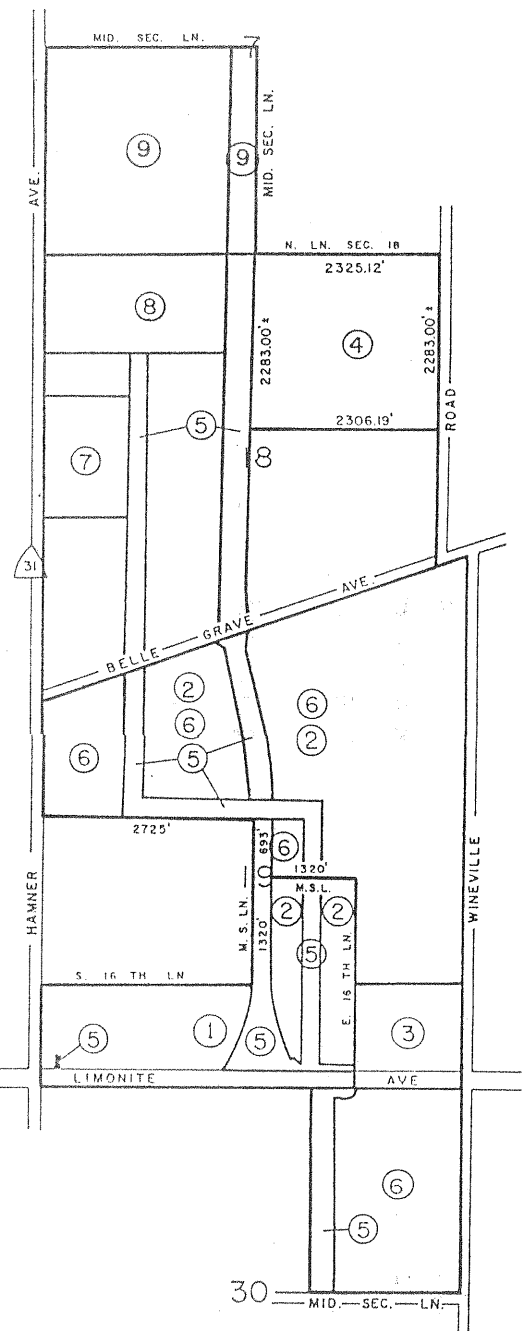 MID. SEC. LN.
7
AVE.
9
9
MID. SEC. LN.
N. LN. SEC. 18
2325.12'
8
2283.00' ±
4
2283.00' ±
ROAD
5
2306.19'
7
8
31
BELLE GRAVE AVE.
2
6
6
2
6
5
2725'
693'
6
1320'
M.S.L.
HAMNER
M.S. LN.
1320'
2
2
5
E. 16 TH LN.
WINEVILLE
S. 16 TH LN
1
5
3
5
LIMONITE AVE
6
5
30
MID. SEC. LN.